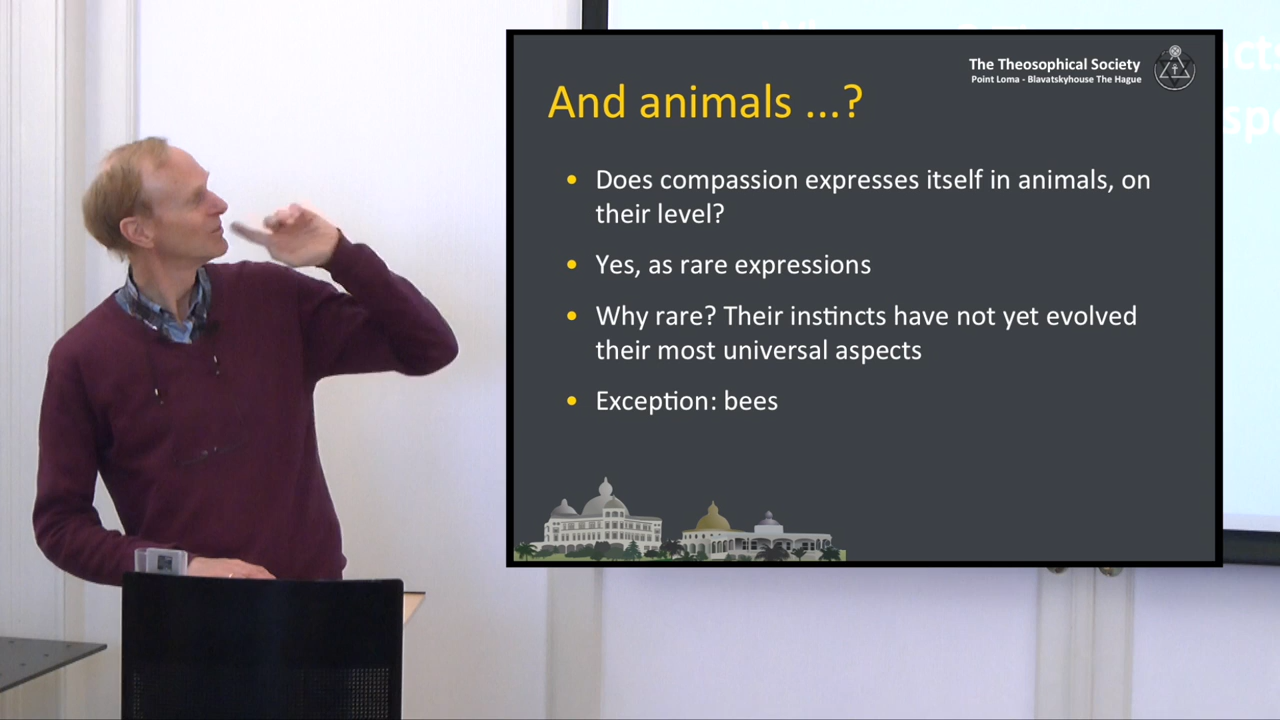 The Theosophical Society
Point Loma - Blavatskyhouse The Hague
And animals ...?
• Does compassion expresses itself in animals, on
their level?
• Yes, as rare expressions
• Why rare? Their instincts have not yet evolved
their most universal aspects
• Exception: bees